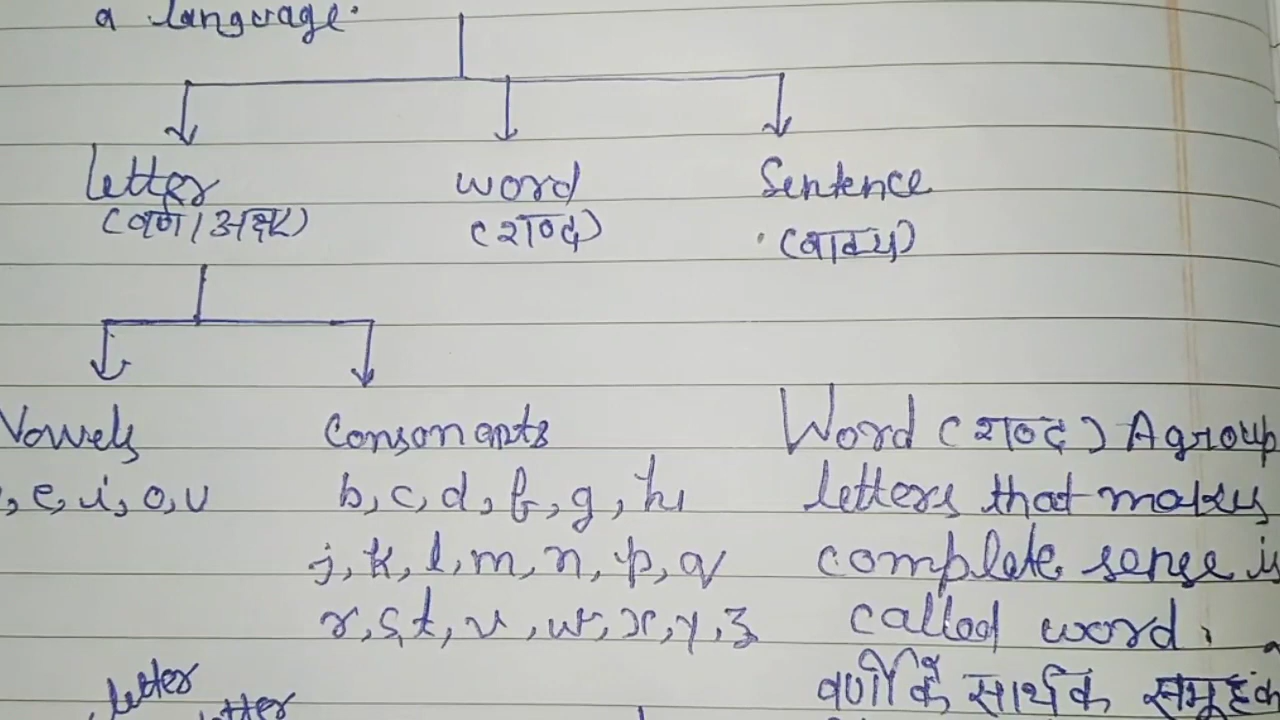 a language.
letter word Sentence
(वर्ण/अक्षर) (शब्द) (वाक्य)
Vowels Consonants Word (शब्द) A group
, e, i, o, u b, c, d, f, g, h, letters that makes
j, k, l, m, n, p, q complete sense is
r, s, t, v, w, x, y, z called word.
letter वर्णों के सार्थक समूह